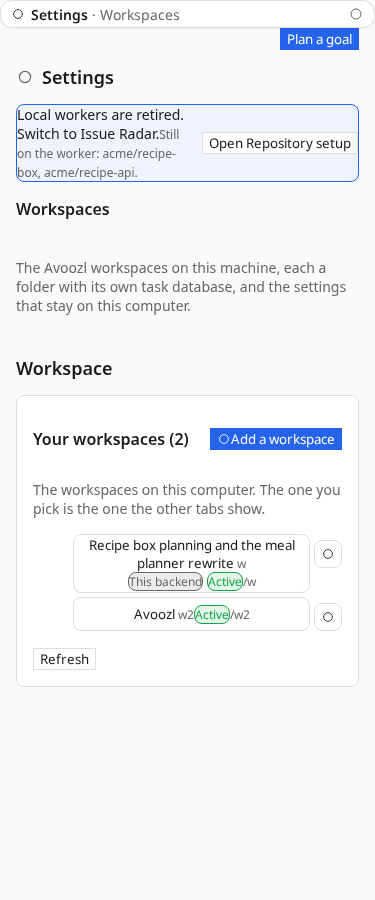 Settings · Workspaces
Plan a goal
Settings
Local workers are retired.
Switch to Issue Radar.Still
on the worker: acme/recipe-
box, acme/recipe-api.
Open Repository setup
Workspaces
The Avoozl workspaces on this machine, each a
folder with its own task database, and the settings
that stay on this computer.
Workspace
Your workspaces (2)
Add a workspace
The workspaces on this computer. The one you
pick is the one the other tabs show.
Recipe box planning and the meal
planner rewrite w
This backend Active/w
Avoozl w2Active/w2
Refresh